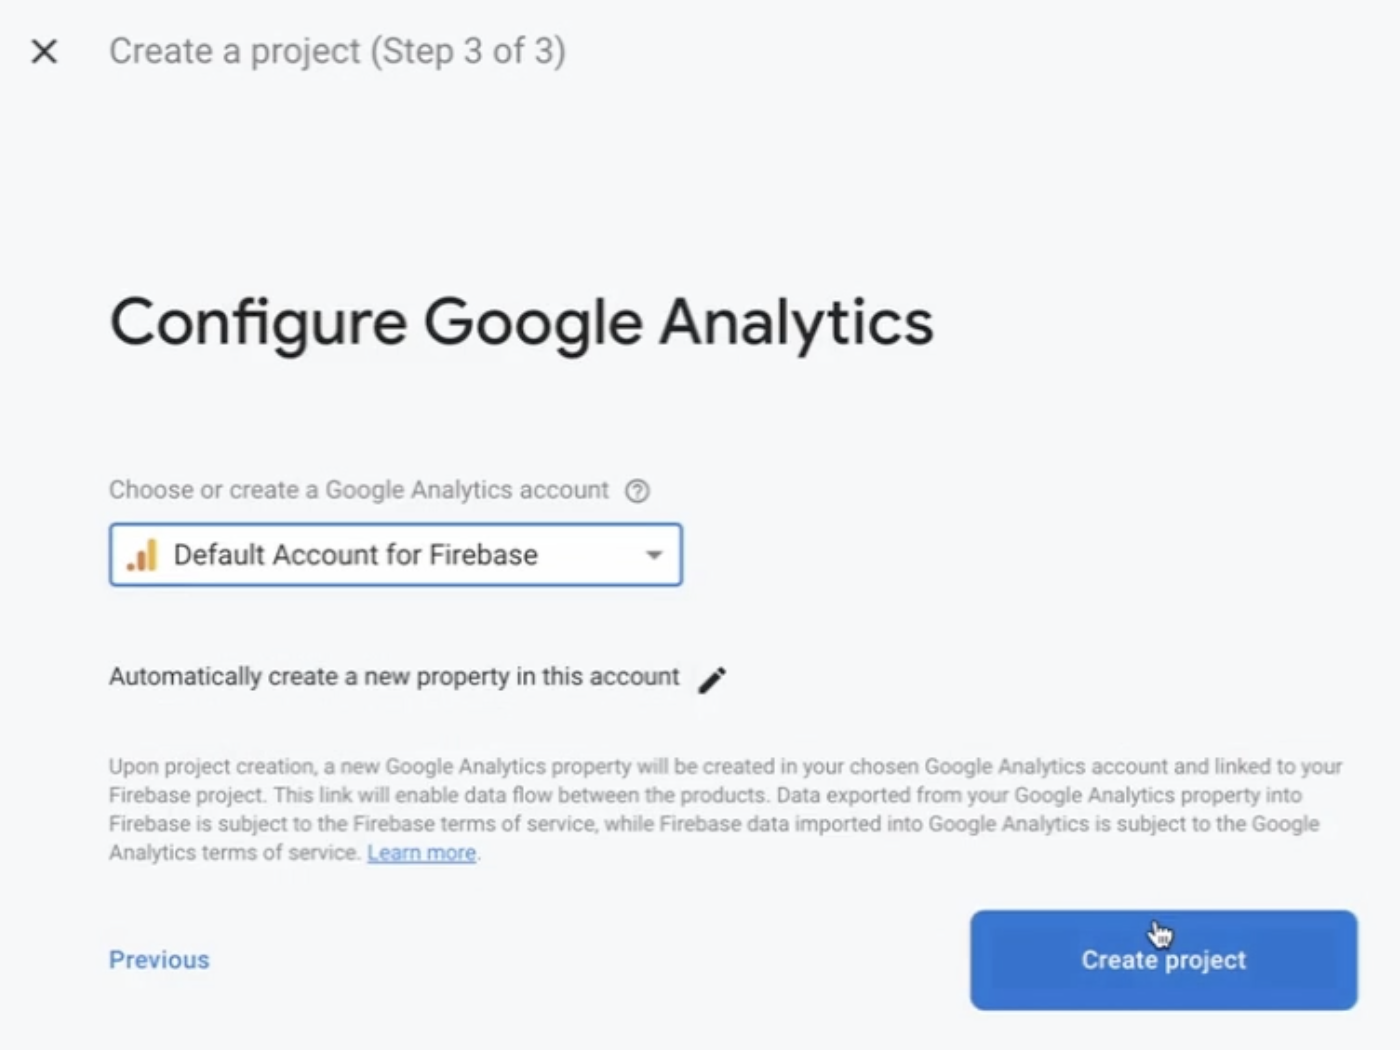 Create a project (Step 3 of 3)
Configure Google Analytics
Choose or create a Google Analytics account
Default Account for Firebase
Automatically create a new property in this account
Upon project creation, a new Google Analytics property will be created in your chosen Google Analytics account and linked to your
Firebase project. This link will enable data flow between the products. Data exported from your Google Analytics property into
Firebase is subject to the Firebase terms of service, while Firebase data imported into Google Analytics is subject to the Google
Analytics terms of service. Learn more.
Previous
Create project